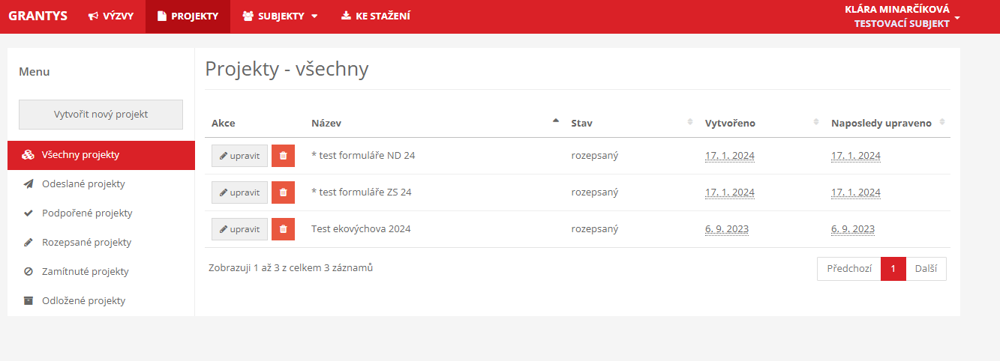 GRANTYS VÝZVY PROJEKTY SUBJEKTY KE STAŽENÍ
KLÁRA MINARČÍKOVÁ
TESTOVACÍ SUBJEKT
Menu
Vytvořit nový projekt
Všechny projekty
Odeslané projekty
Podpořené projekty
Rozepsané projekty
Zamítnuté projekty
Odložené projekty
Projekty - všechny
Akce Název Stav Vytvořeno Naposledy upraveno
upravit * test formuláře ND 24 rozepsaný 17. 1. 2024 17. 1. 2024
upravit * test formuláře ZS 24 rozepsaný 17. 1. 2024 17. 1. 2024
upravit Test ekovýchova 2024 rozepsaný 6. 9. 2023 6. 9. 2023
Zobrazuji 1 až 3 z celkem 3 záznamů
Předchozí 1 Další